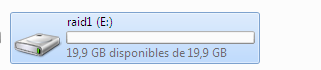 raid1 (E:)
19,9 GB disponibles de 19,9 GB